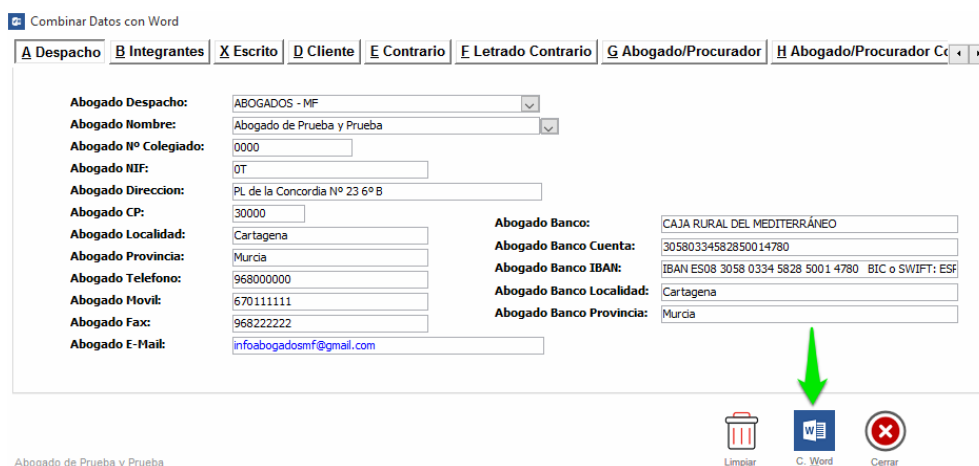 Combinar Datos con Word
A Despacho B Integrantes X Escrito D Cliente E Contrario F Letrado Contrario G Abogado/Procurador H Abogado/Procurador
Abogado Despacho: ABOGADOS - MF
Abogado Nombre: Abogado de Prueba y Prueba
Abogado Nº Colegiado: 0000
Abogado NIF: 0T
Abogado Direccion: PL de la Concordia Nº 23 6º B
Abogado CP: 30000
Abogado Localidad: Cartagena
Abogado Provincia: Murcia
Abogado Telefono: 968000000
Abogado Movil: 670111111
Abogado Fax: 968222222
Abogado E-Mail: infoabogadosmf@gmail.com
Abogado Banco: CAJA RURAL DEL MEDITERRÁNEO
Abogado Banco Cuenta: 30580334582850014780
Abogado Banco IBAN: IBAN ES08 3058 0334 5828 5001 4780 BIC o SWIFT:
Abogado Banco Localidad: Cartagena
Abogado Banco Provincia: Murcia
Limpiar C. Word Cerrar
Abogado de Prueba y Prueba